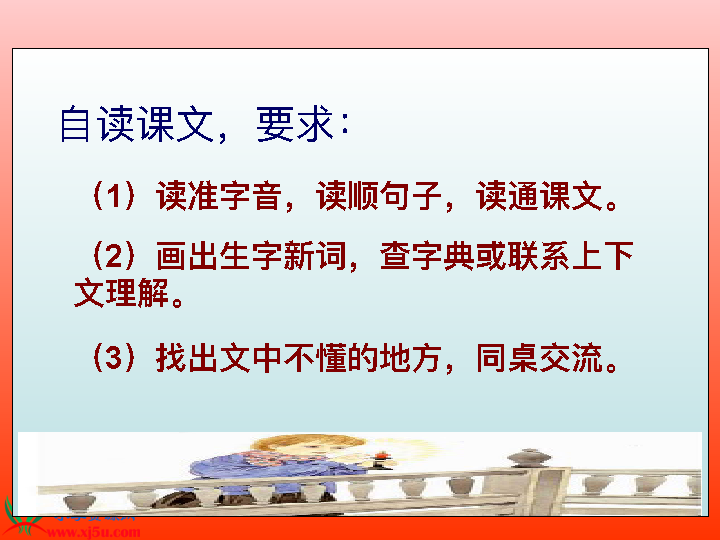 自读课文，要求：
（1）读准字音，读顺句子，读通课文。
（2）画出生字新词，查字典或联系上下
文理解。
（3）找出文中不懂的地方，同桌交流。
www.xj5u.com